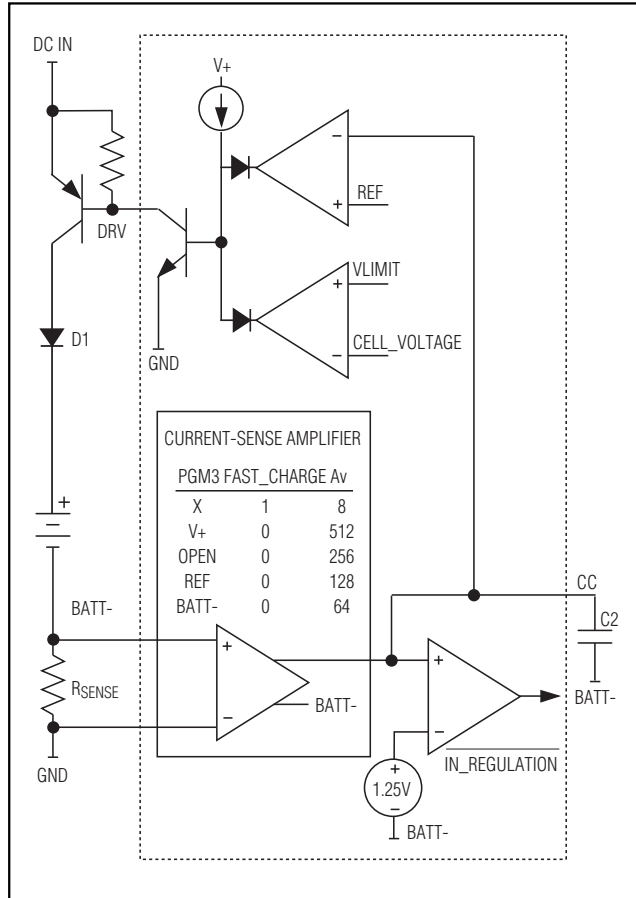 DC IN
V+
REF
DRV
VLIMIT
CELL_VOLTAGE
GND
D1
CURRENT-SENSE AMPLIFIER
PGM3 FAST_CHARGE Av
X 1 8
V+ 0 512
OPEN 0 256
REF 0 128
BATT- 0 64
CC
C2
BATT-
RSENSE
BATT-
BATT-
IN_REGULATION
GND
1.25V
BATT-